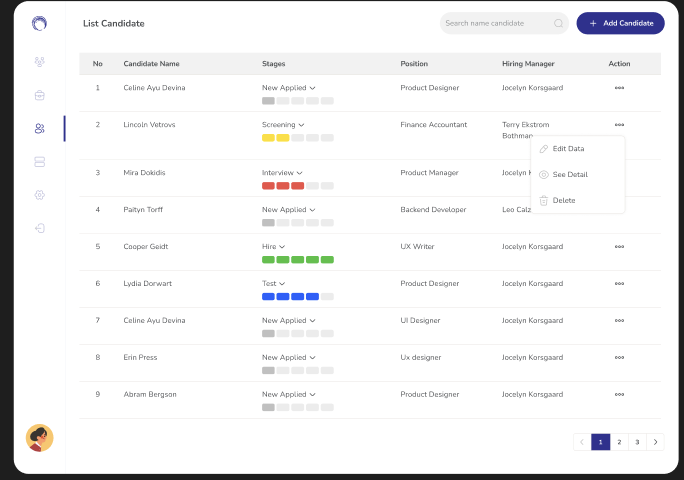 List Candidate
Search name candidate
+ Add Candidate
No Candidate Name Stages Position Hiring Manager Action
1 Celine Ayu Devina New Applied Product Designer Jocelyn Korsgaard
2 Lincoln Vetrovs Screening Finance Accountant Terry Ekstrom
Bothman
Edit Data
See Detail
Delete
3 Mira Dokidis Interview Product Manager Jocelyn
4 Paityn Torff New Applied Backend Developer Leo
5 Cooper Geidt Hire UX Writer Jocelyn Korsgaard
6 Lydia Dorwart Test Product Designer Jocelyn Korsgaard
7 Celine Ayu Devina New Applied UI Designer Jocelyn Korsgaard
8 Erin Press New Applied Ux designer Jocelyn Korsgaard
9 Abram Bergson New Applied Product Designer Jocelyn Korsgaard
< 1 2 3 >